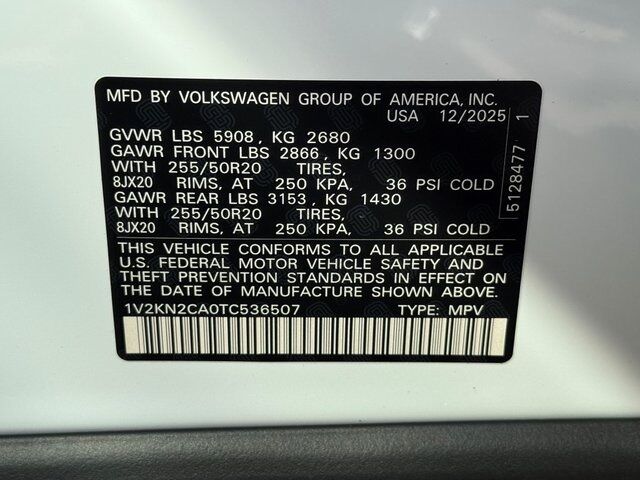 MFD BY VOLKSWAGEN GROUP OF AMERICA, INC.
USA 12/2025
GVWR LBS 5908, KG 2680
GAWR FRONT LBS 2866, KG 1300
WITH 255/50R20 TIRES,
8JX20 RIMS, AT 250 KPA, 36 PSI COLD
GAWR REAR LBS 3153, KG 1430
WITH 255/50R20 TIRES,
8JX20 RIMS, AT 250 KPA, 36 PSI COLD
THIS VEHICLE CONFORMS TO ALL APPLICABLE
U.S. FEDERAL MOTOR VEHICLE SAFETY AND
THEFT PREVENTION STANDARDS IN EFFECT ON
THE DATE OF MANUFACTURE SHOWN ABOVE.
1V2KN2CA0TC536507 TYPE: MPV
5128477 1